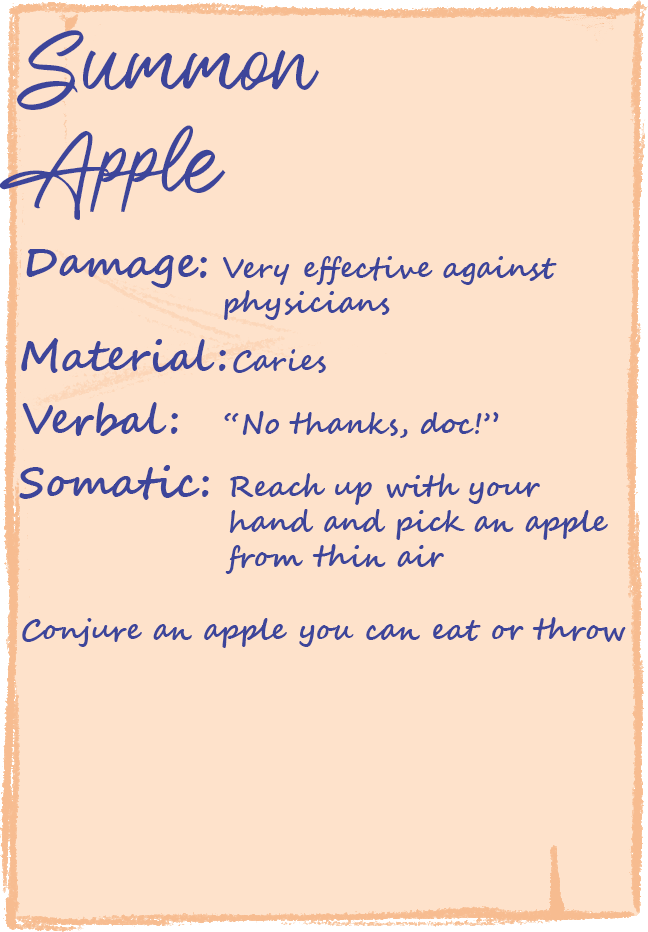 Summon
Apple
Damage: Very effective against
physicians
Material: Caries
Verbal: “No thanks, doc!”
Somatic: Reach up with your
hand and pick an apple
from thin air
Conjure an apple you can eat or throw